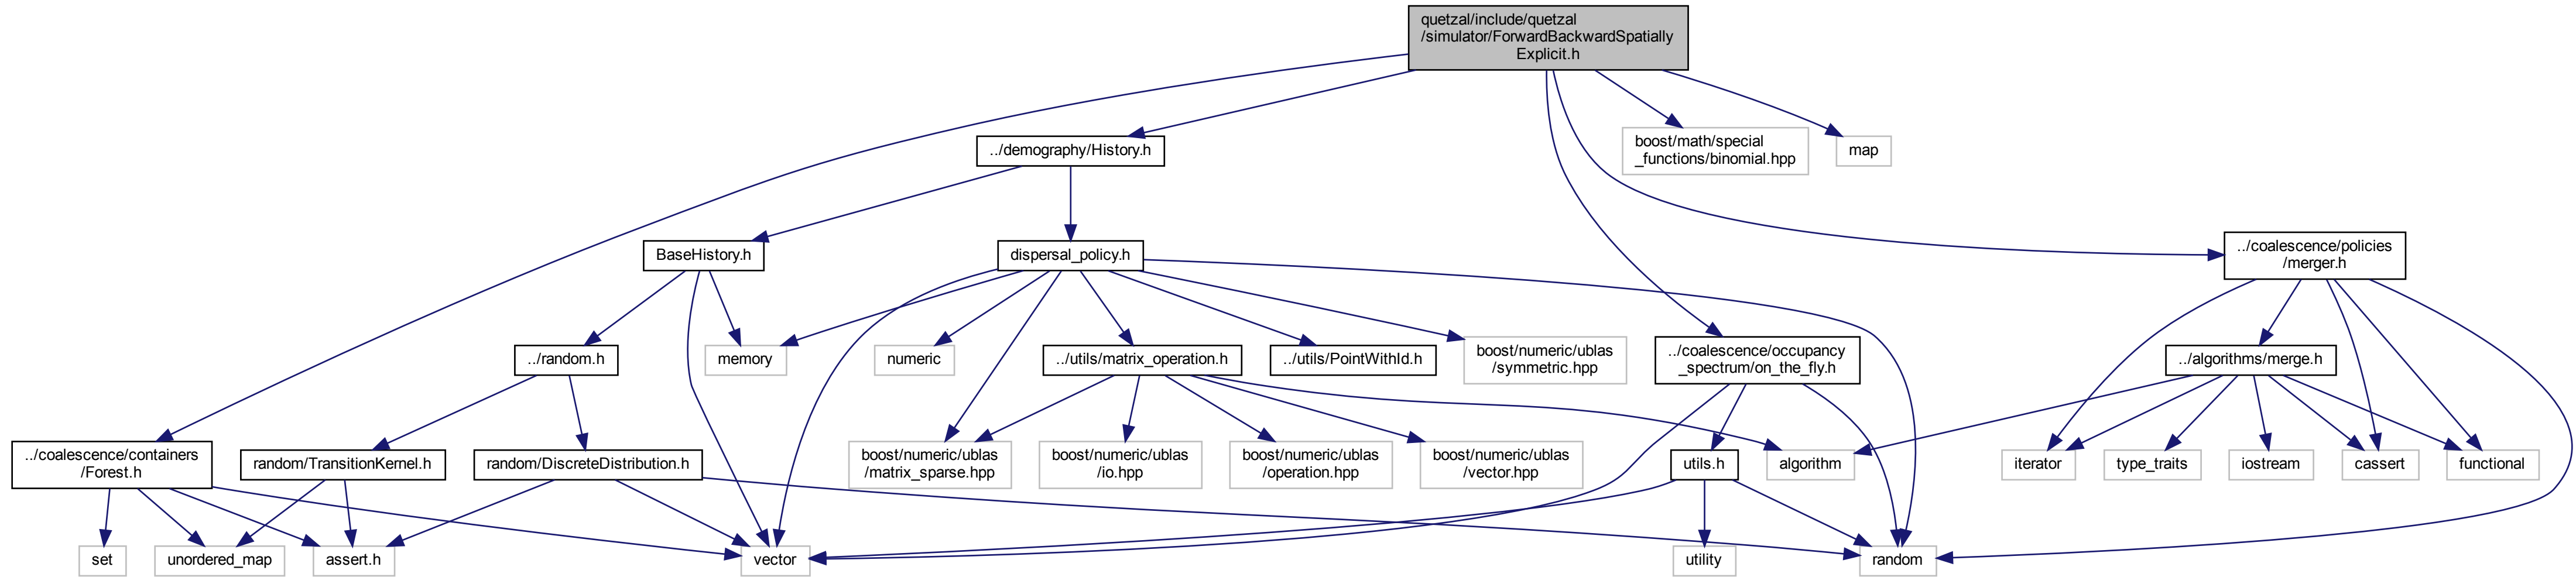 quetzal/include/quetzal
/simulator/ForwardBackwardSpatially
Explicit.h
../demography/History.h
boost/math/special
_functions/binomial.hpp
map
BaseHistory.h
dispersal_policy.h
../coalescence/policies
/merger.h
../random.h
memory
numeric
../utils/matrix_operation.h
../utils/PointWithId.h
boost/numeric/ublas
/symmetric.hpp
../coalescence/occupancy
_spectrum/on_the_fly.h
../algorithms/merge.h
../coalescence/containers
/Forest.h
random/TransitionKernel.h
random/DiscreteDistribution.h
boost/numeric/ublas
/matrix_sparse.hpp
boost/numeric/ublas
/io.hpp
boost/numeric/ublas
/operation.hpp
boost/numeric/ublas
/vector.hpp
utils.h
algorithm
iterator
type_traits
iostream
cassert
functional
set
unordered_map
assert.h
vector
utility
random